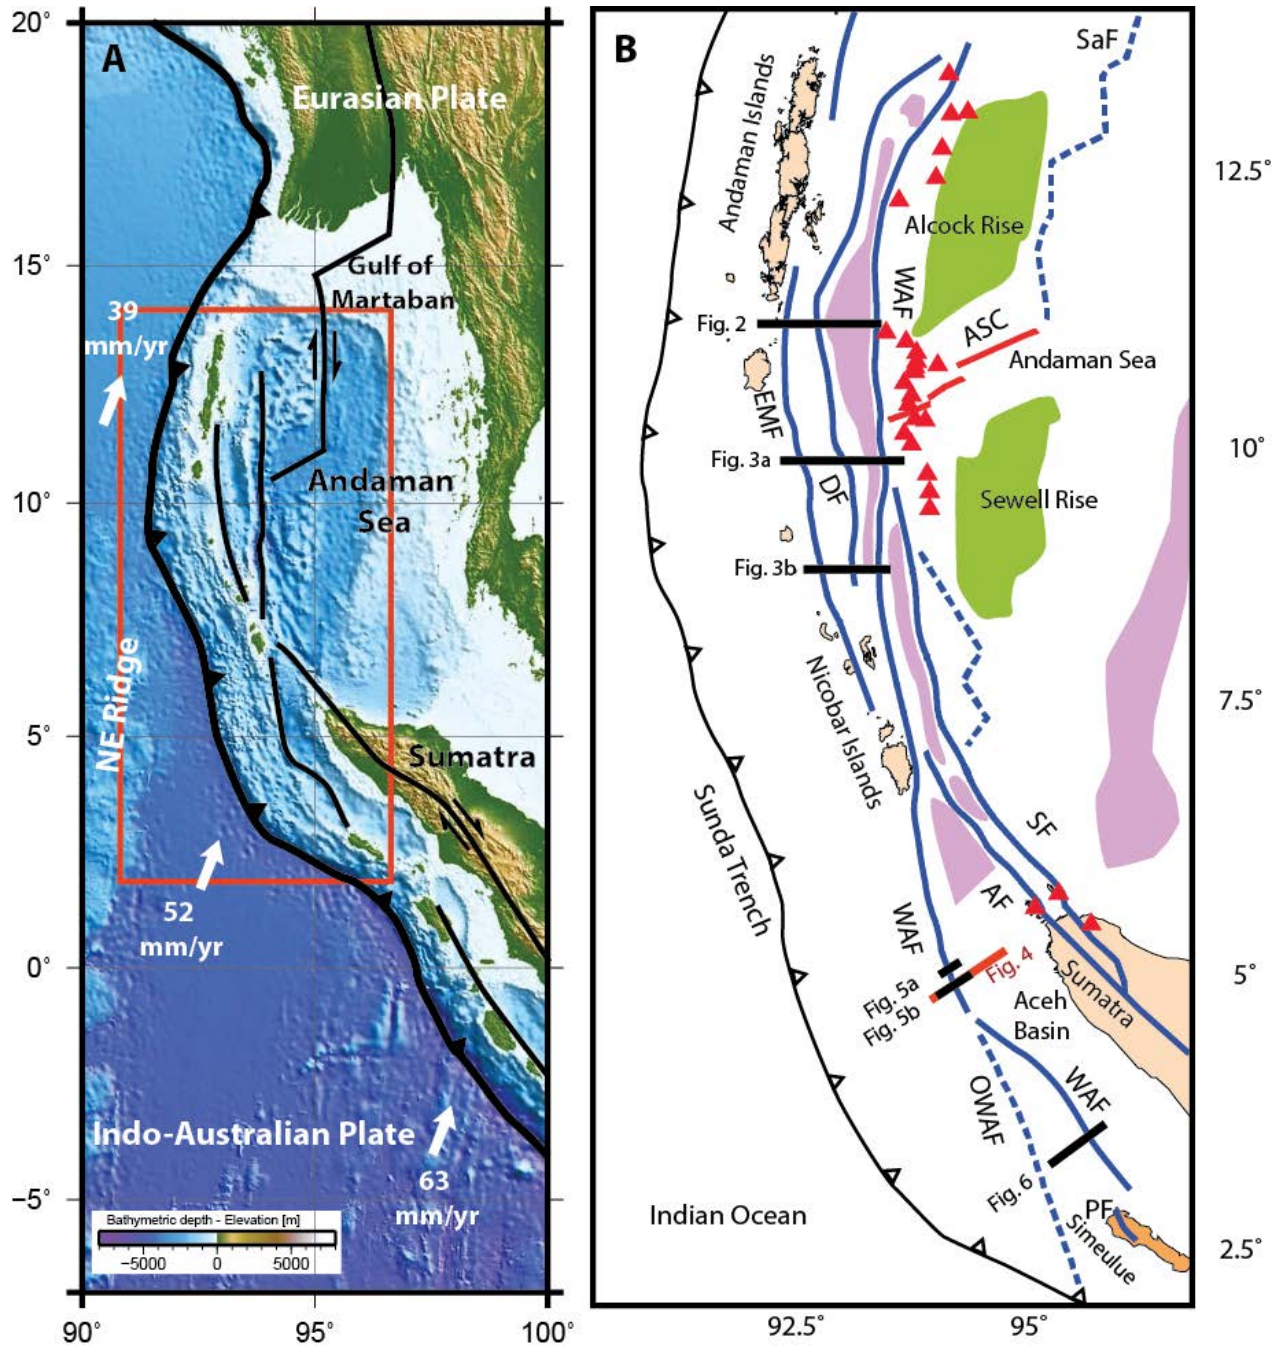 20°
15°
10°
5°
0°
−5°
90°
95°
100°
A
Eurasian Plate
Gulf of
Martaban
39
mm/yr
Andaman
Sea
NE Ridge
Sumatra
52
mm/yr
Indo-Australian Plate
63
mm/yr
Bathymetric depth - Elevation [m]
−5000
0
5000
B
SaF
Andaman Islands
12.5°
Alcock Rise
WAF
Fig. 2
ASC
Andaman Sea
EMF
10°
Fig. 3a
DF
Sewell Rise
Fig. 3b
Nicobar Islands
7.5°
Sunda Trench
SF
AF
WAF
Fig. 4
Fig. 5a
Fig. 5b
Aceh
Basin
Sumatra
5°
OWAF
WAF
Fig. 6
PF
Simeulue
Indian Ocean
2.5°
92.5°
95°